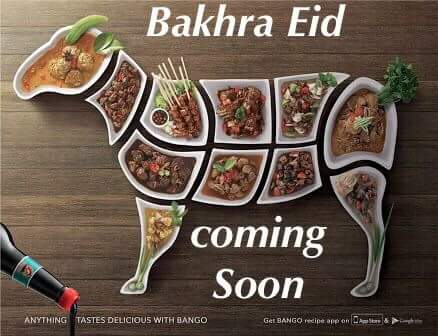 Bakhra Eid
coming
Soon
ANYTHING TASTES DELICIOUS WITH BANGO
Get BANGO recipe app on App Store & Google play